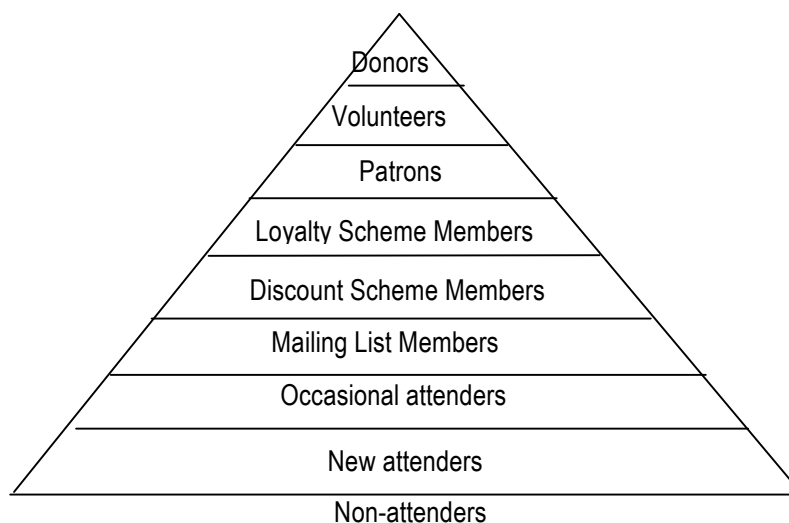 Donors
Volunteers
Patrons
Loyalty Scheme Members
Discount Scheme Members
Mailing List Members
Occasional attenders
New attenders
Non-attenders